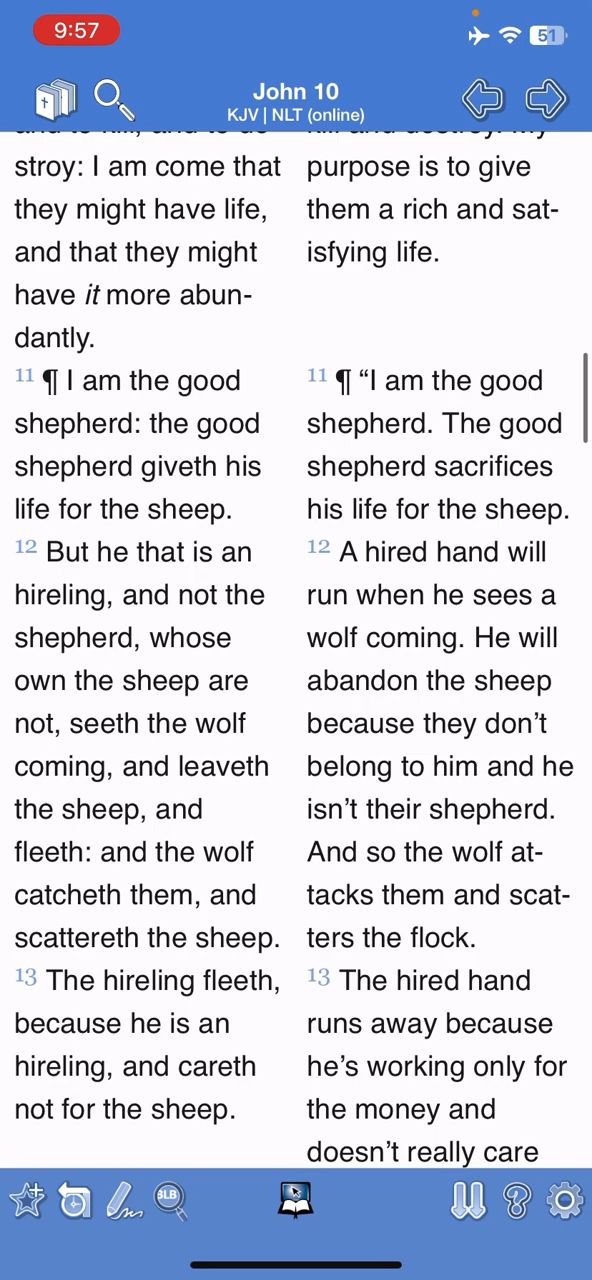 9:57
51
John 10
KJV | NLT (online)
stroy: I am come that
they might have life,
and that they might
have it more abun-
dantly.
11 ¶ I am the good
shepherd: the good
shepherd giveth his
life for the sheep.
12 But he that is an
hireling, and not the
shepherd, whose
own the sheep are
not, seeth the wolf
coming, and leaveth
the sheep, and
fleeth: and the wolf
catcheth them, and
scattereth the sheep.
13 The hireling fleeth,
because he is an
hireling, and careth
not for the sheep.
purpose is to give
them a rich and sat-
isfying life.
11 ¶ “I am the good
shepherd. The good
shepherd sacrifices
his life for the sheep.
12 A hired hand will
run when he sees a
wolf coming. He will
abandon the sheep
because they don’t
belong to him and he
isn’t their shepherd.
And so the wolf at-
tacks them and scat-
ters the flock.
13 The hired hand
runs away because
he’s working only for
the money and
doesn’t really care
BLB